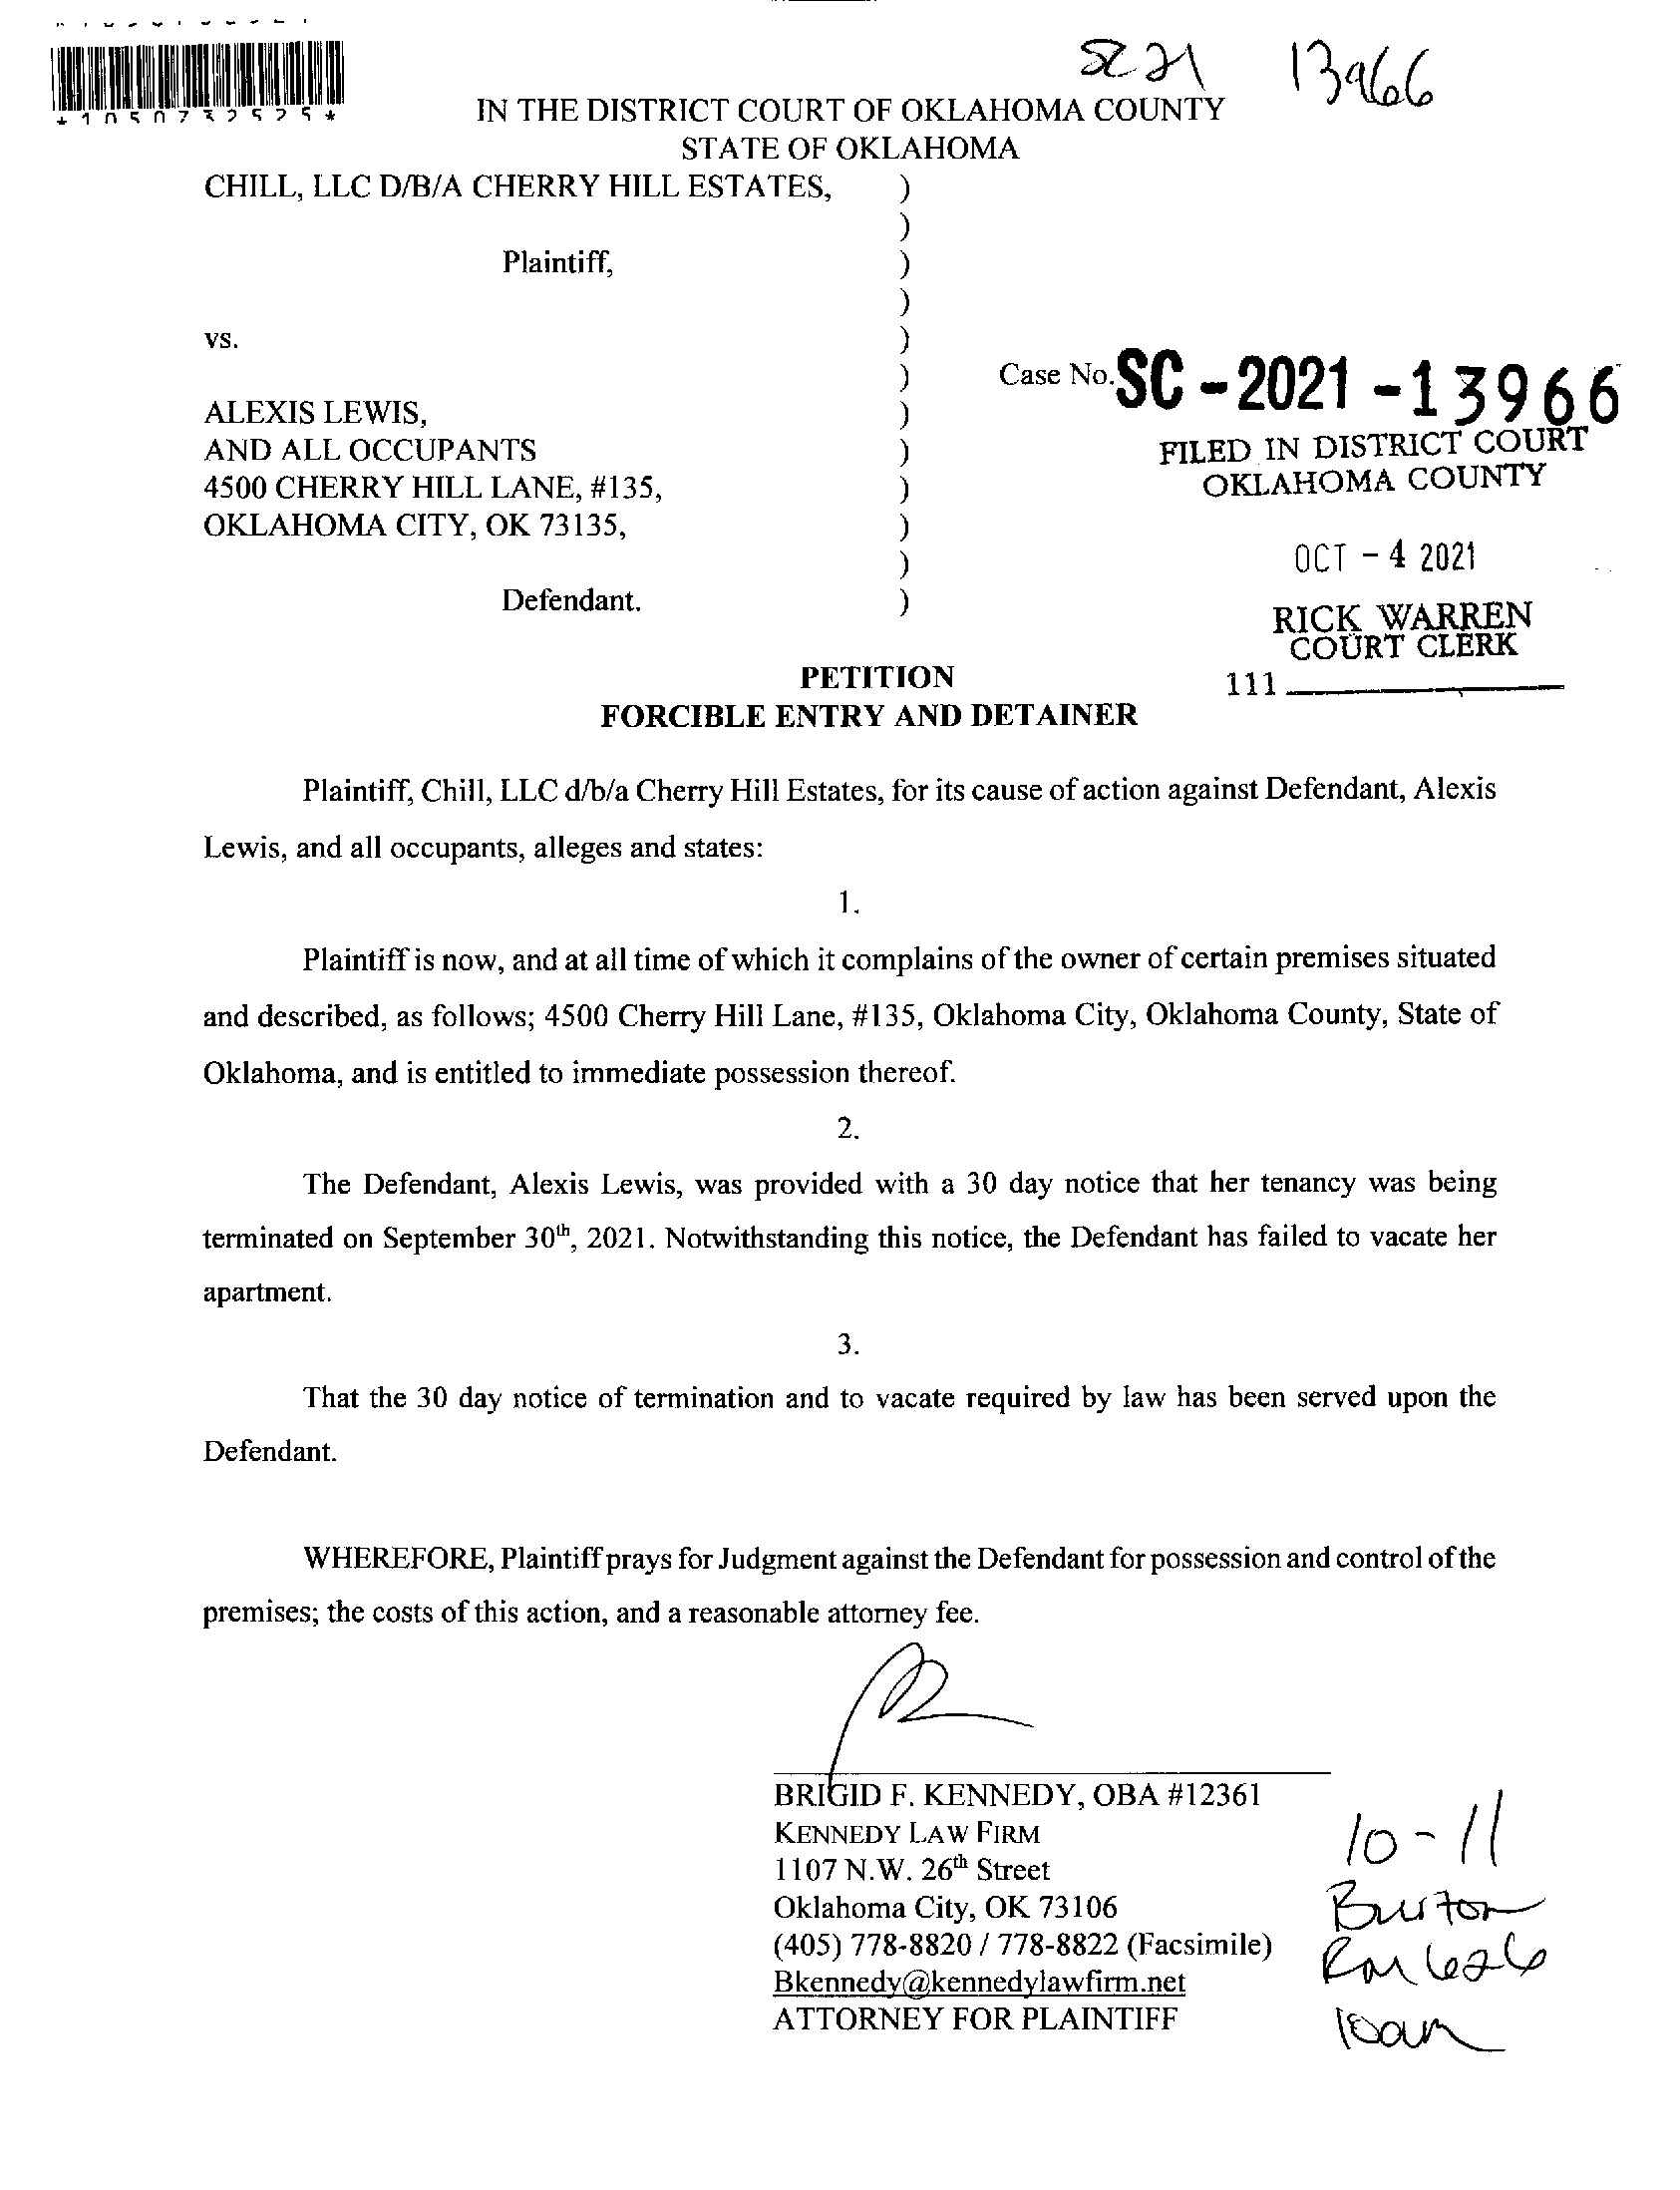 SC 21 13966
*1050732525*
IN THE DISTRICT COURT OF OKLAHOMA COUNTY
STATE OF OKLAHOMA
CHILL, LLC D/B/A CHERRY HILL ESTATES, )
)
Plaintiff, )
)
vs. )
) Case No. SC-2021-13966
ALEXIS LEWIS, )
AND ALL OCCUPANTS )
4500 CHERRY HILL LANE, #135, )
OKLAHOMA CITY, OK 73135, )
)
Defendant. )
FILED IN DISTRICT COURT
OKLAHOMA COUNTY
OCT - 4 2021
RICK WARREN
COURT CLERK
111
PETITION
FORCIBLE ENTRY AND DETAINER
Plaintiff, Chill, LLC d/b/a Cherry Hill Estates, for its cause of action against Defendant, Alexis
Lewis, and all occupants, alleges and states:
1.
Plaintiff is now, and at all time of which it complains of the owner of certain premises situated
and described, as follows; 4500 Cherry Hill Lane, #135, Oklahoma City, Oklahoma County, State of
Oklahoma, and is entitled to immediate possession thereof.
2.
The Defendant, Alexis Lewis, was provided with a 30 day notice that her tenancy was being
terminated on September 30th, 2021. Notwithstanding this notice, the Defendant has failed to vacate her
apartment.
3.
That the 30 day notice of termination and to vacate required by law has been served upon the
Defendant.
WHEREFORE, Plaintiff prays for Judgment against the Defendant for possession and control of the
premises; the costs of this action, and a reasonable attorney fee.
BRIGID F. KENNEDY, OBA #12361
KENNEDY LAW FIRM
1107 N.W. 26th Street
Oklahoma City, OK 73106
(405) 778-8820 / 778-8822 (Facsimile)
Bkennedy@kennedylawfirm.net
ATTORNEY FOR PLAINTIFF
10-11
Burton
Rm 626
10am